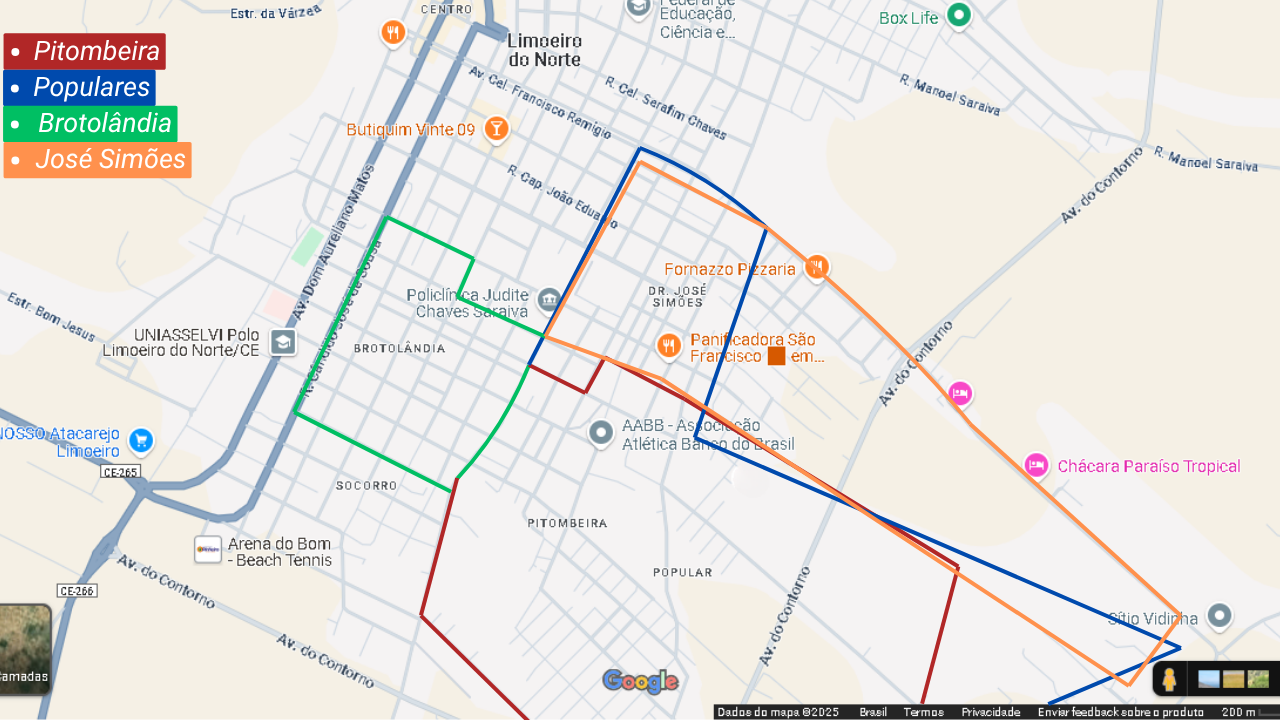 Estr. da Várzea
CENTRO
Federal de
Educação,
Ciência e...
Box Life
• Pitombeira
• Populares
• Brotolândia
• José Simões
Limoeiro
do Norte
Av. Cel. Francisco Remígio
R. Cel. Serafim Chaves
R. Manoel Saraiva
R. Manoel Saraiva
Butiquim Vinte 09
R. Cap. João Eduardo
Av. Dom Aureliano Matos
R. Cândido José de Sousa
Av. do Contorno
Fornazzo Pizzaria
DR. JOSÉ
SIMÕES
Policlínica Judite
Chaves Saraiva
Estr. Bom Jesus
UNIASSELVI Polo
Limoeiro do Norte/CE
BROTOLÂNDIA
Panificadora São
Francisco em...
Av. do Contorno
NOSSO Atacarejo
Limoeiro
AABB - Associação
Atlética Banco do Brasil
Chácara Paraíso Tropical
CE-265
SOCORRO
PITOMBEIRA
Arena do Bom
- Beach Tennis
POPULAR
CE-266
Av. do Contorno
Av. do Contorno
Av. do Contorno
Sítio Vidinha
Camadas
Google
Dados do mapa ©2025 Brasil Termos Privacidade Enviar feedback sobre o produto 200 m